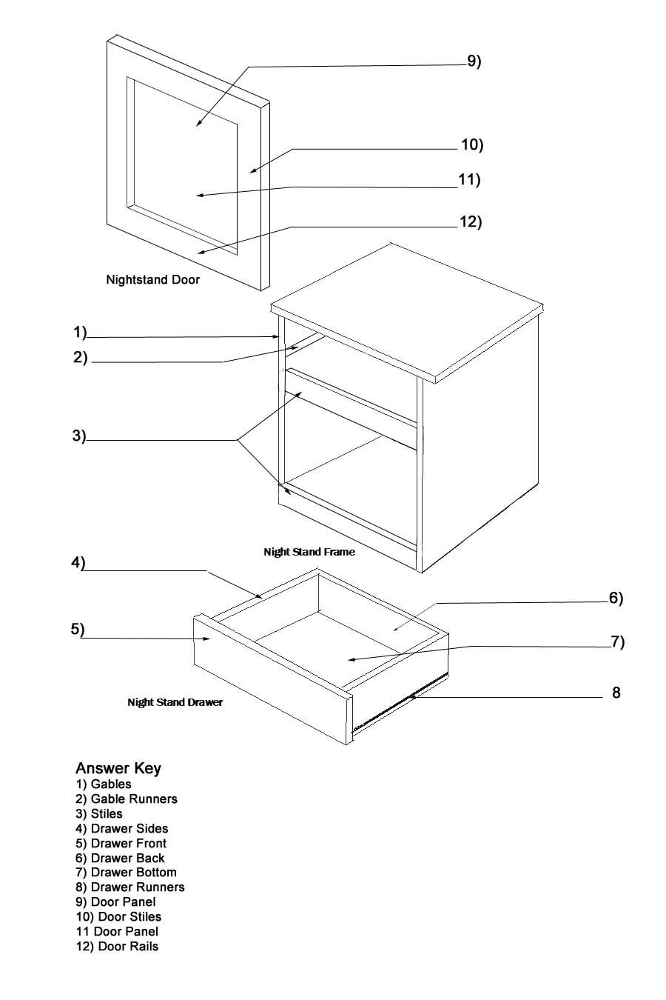 9)
10)
11)
12)
Nightstand Door
1)
2)
3)
Night Stand Frame
4)
6)
5)
7)
8
Night Stand Drawer
Answer Key
1) Gables
2) Gable Runners
3) Stiles
4) Drawer Sides
5) Drawer Front
6) Drawer Back
7) Drawer Bottom
8) Drawer Runners
9) Door Panel
10) Door Stiles
11 Door Panel
12) Door Rails